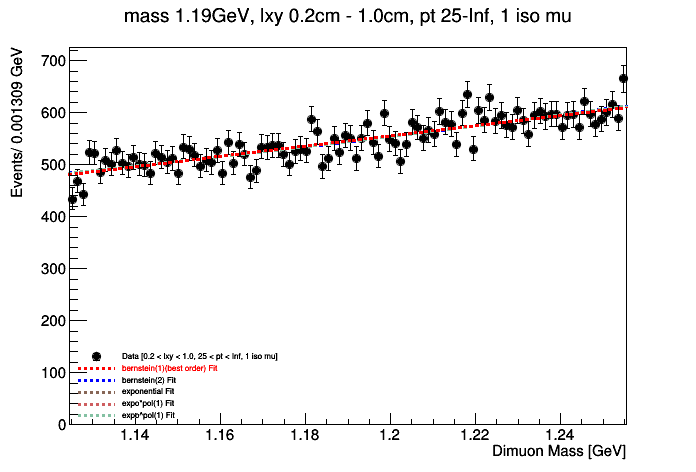 mass 1.19GeV, lxy 0.2cm - 1.0cm, pt 25-Inf, 1 iso mu
Events/ 0.001309 GeV
700
600
500
400
300
200
100
0
Data [0.2 < lxy < 1.0, 25 < pt < Inf, 1 iso mu]
bernstein(1)(best order) Fit
bernstein(2) Fit
exponential Fit
expo*pol(1) Fit
expo^pol(1) Fit
1.14 1.16 1.18 1.2 1.22 1.24
Dimuon Mass [GeV]